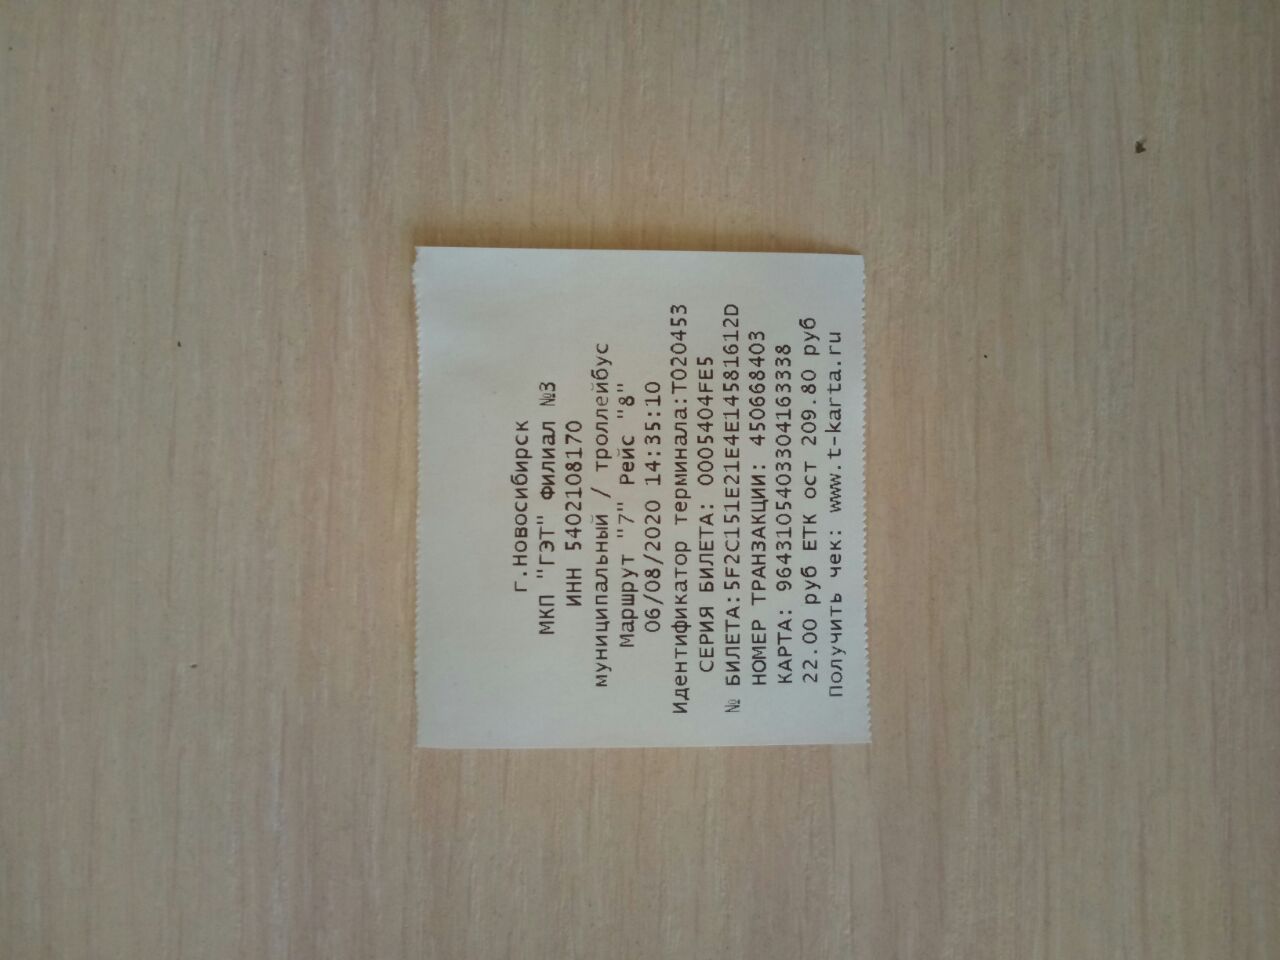 г.Новосибирск
МКП "ГЭТ" Филиал №3
ИНН 5402108170
муниципальный / троллейбус
Маршрут "7" Рейс "8"
06/08/2020 14:35:10
Идентификатор терминала:T020453
СЕРИЯ БИЛЕТА: 0005404FE5
№ БИЛЕТА:5F2C151E21E4E14581612D
НОМЕР ТРАНЗАКЦИИ: 450668403
КАРТА: 9643105403304163338
22.00 руб ЕТК ост 209.80 руб
Получить чек: www.t-karta.ru